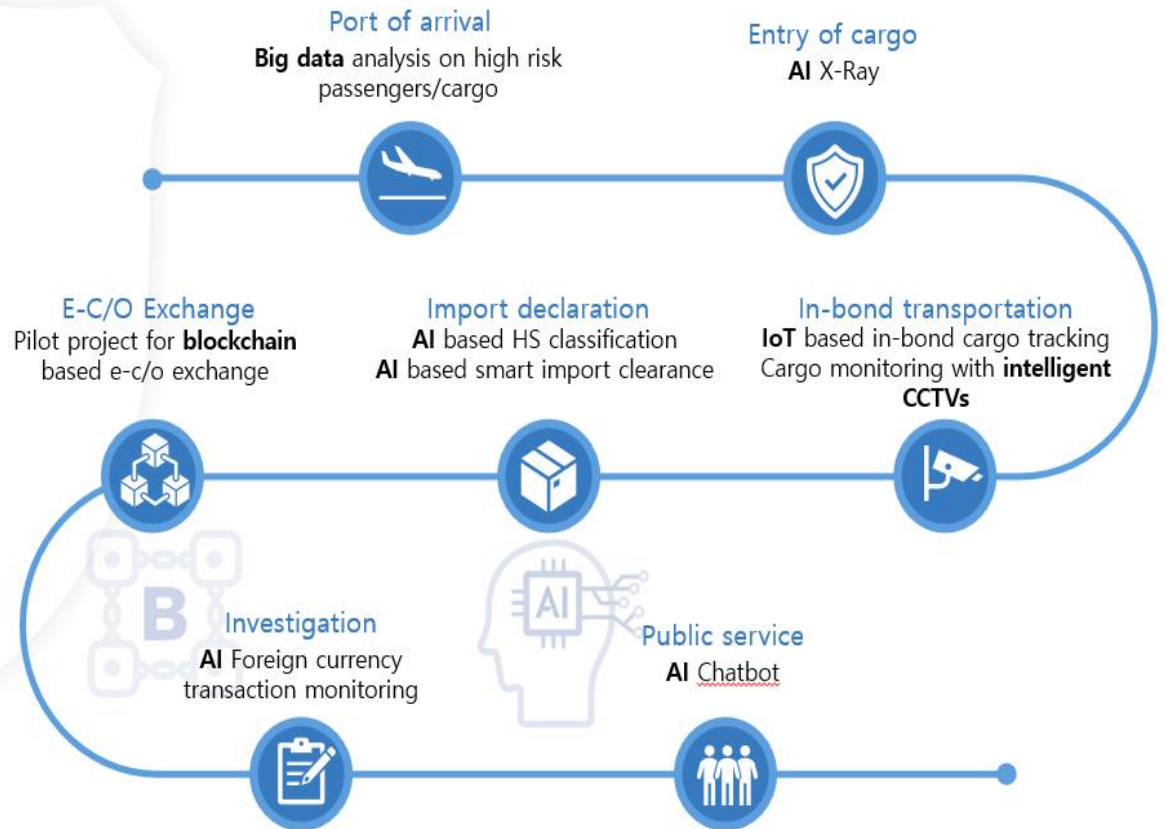 Port of arrival
Big data analysis on high risk
passengers/cargo
Entry of cargo
AI X-Ray
E-C/O Exchange
Pilot project for blockchain
based e-c/o exchange
Import declaration
AI based HS classification
AI based smart import clearance
In-bond transportation
IoT based in-bond cargo tracking
Cargo monitoring with intelligent
CCTVs
B
AI
Investigation
AI Foreign currency
transaction monitoring
Public service
AI Chatbot